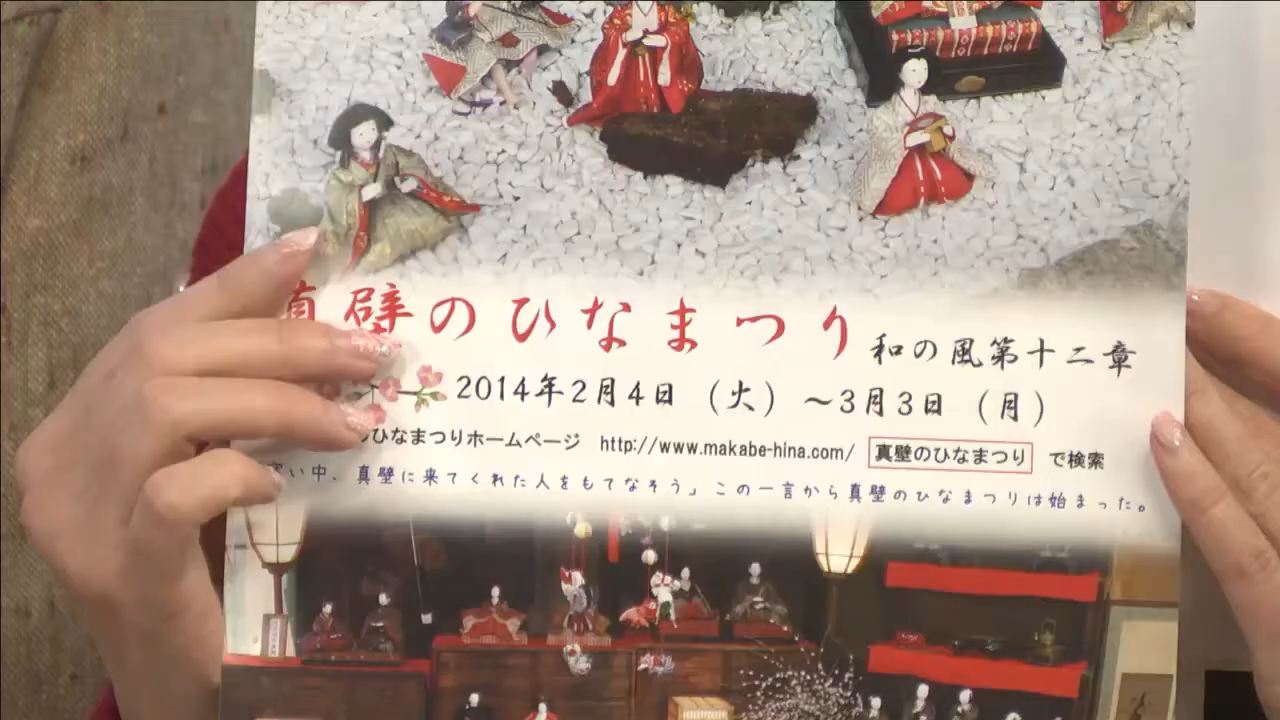 真壁のひなまつり 和の風第十二章
2014年2月4日（火）～3月3日（月）
のひなまつりホームページ http://www.makabe-hina.com/ 真壁のひなまつり で検索
寒い中、真壁に来てくれた人をもてなそう」この一言から真壁のひなまつりは始まった。